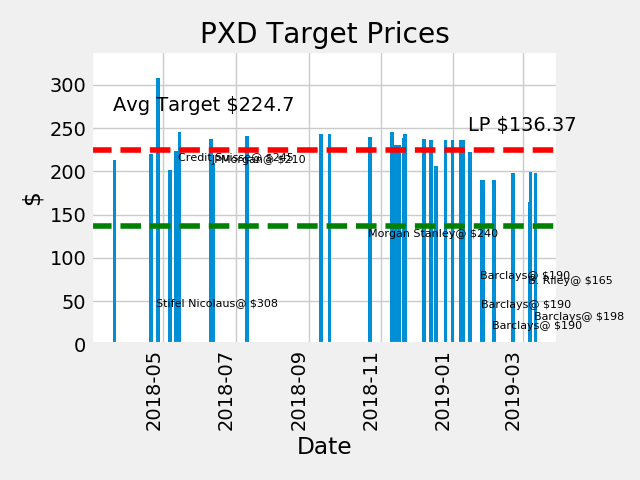 PXD Target Prices
300
250
200
150
100
50
0
$
Avg Target $224.7
LP $136.37
Credit Suisse@ $245
JPMorgan@ $210
Morgan Stanley@ $240
Barclays@ $190
B. Riley@ $165
Stifel Nicolaus@ $308
Barclays@ $190
Barclays@ $198
Barclays@ $190
2018-05
2018-07
2018-09
2018-11
2019-01
2019-03
Date